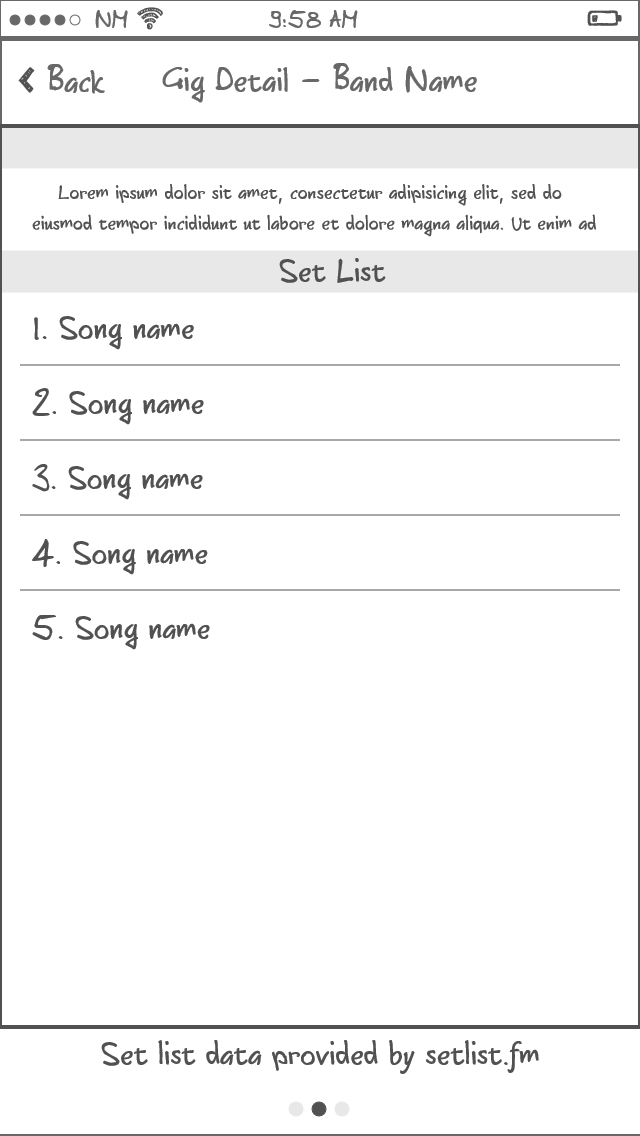 NM 9:58 AM
Back Gig Detail – Band Name
Lorem ipsum dolor sit amet, consectetur adipisicing elit, sed do
eiusmod tempor incididunt ut labore et dolore magna aliqua. Ut enim ad
Set List
1. Song name
2. Song name
3. Song name
4. Song name
5. Song name
Set list data provided by setlist.fm